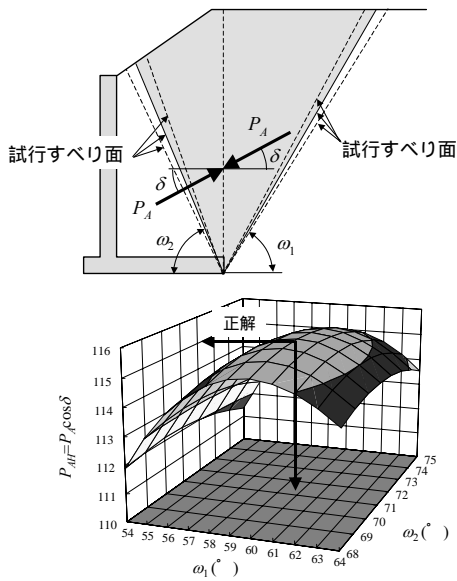 P_A
試行すべり面
δ
試行すべり面
δ
P_A
ω_2
ω_1
正解
116
115
114
113
112
111
110
P_AH=P_A cosδ
54 55 56 57 58 59 60 61 62 63 64
ω_1(°)
68 69 70 71 72 73 74 75
ω_2(°)